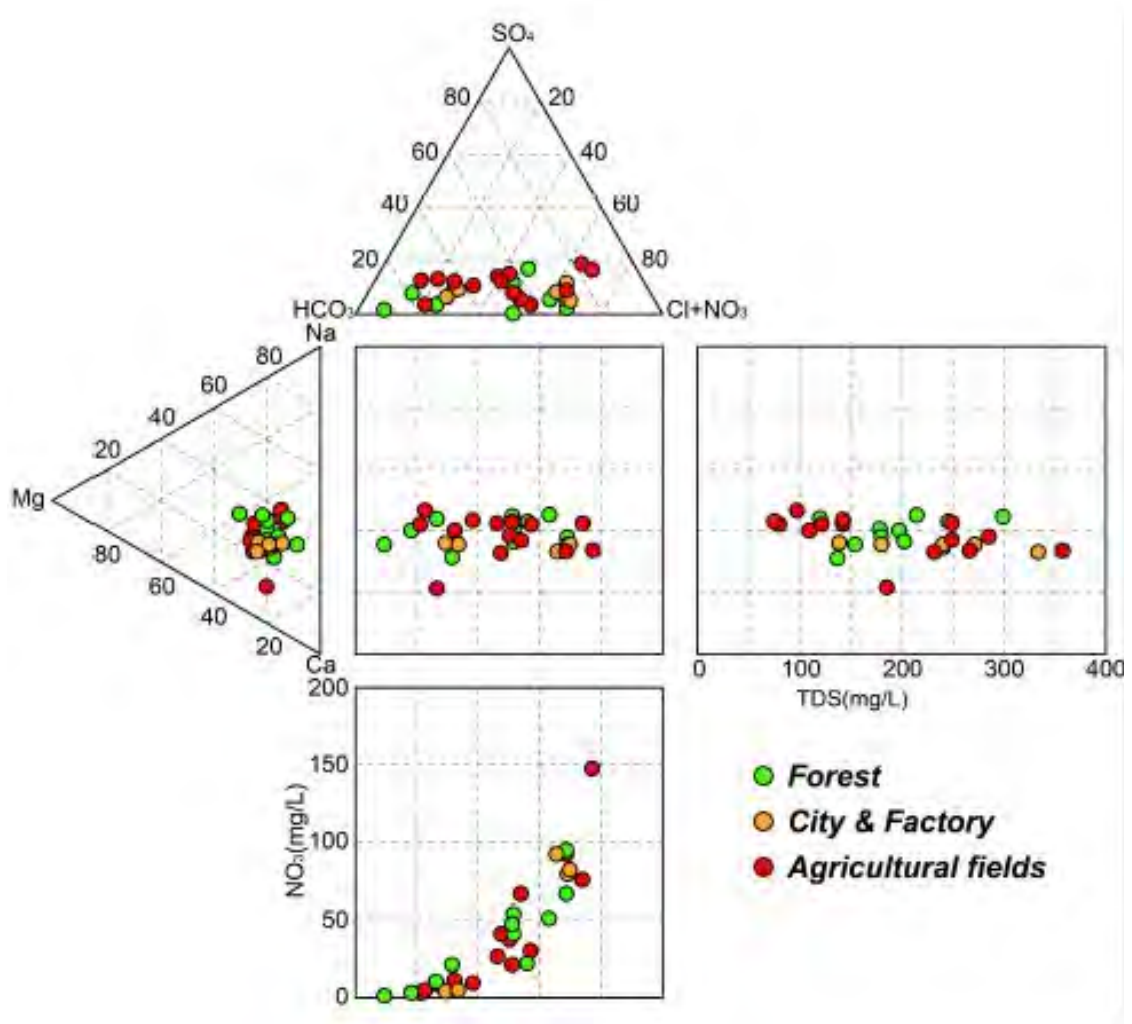 SO₄
80 20
60 40
40 60
20 80
HCO₃ Cl+NO₃
Na
80
60
40
20
Mg
80
60
40
20
Ca
0 100 200 300 400
TDS(mg/L)
200
150
100
50
0
NO₃(mg/L)
Forest
City & Factory
Agricultural fields